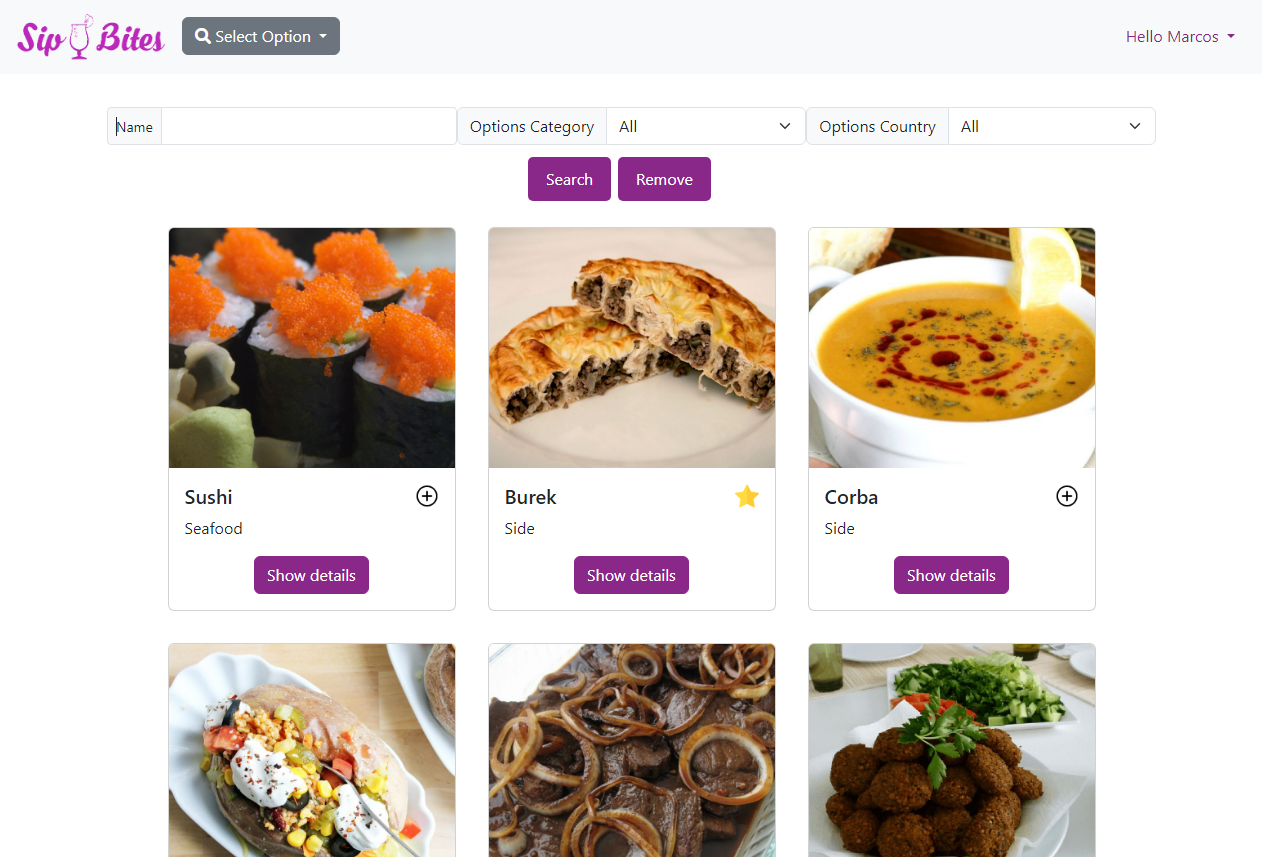 Sip Bites
Select Option
Hello Marcos
Name
Options Category
All
Options Country
All
Search
Remove
Sushi
Seafood
Show details
Burek
Side
Show details
Corba
Side
Show details